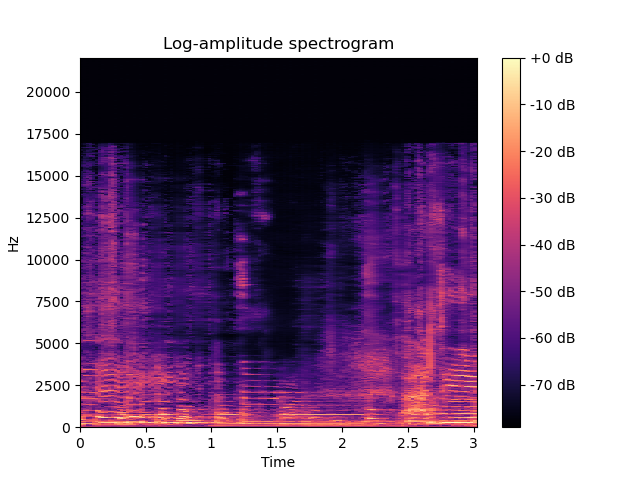 Log-amplitude spectrogram
Hz
20000
17500
15000
12500
10000
7500
5000
2500
0
0 0.5 1 1.5 2 2.5 3
Time
+0 dB
-10 dB
-20 dB
-30 dB
-40 dB
-50 dB
-60 dB
-70 dB